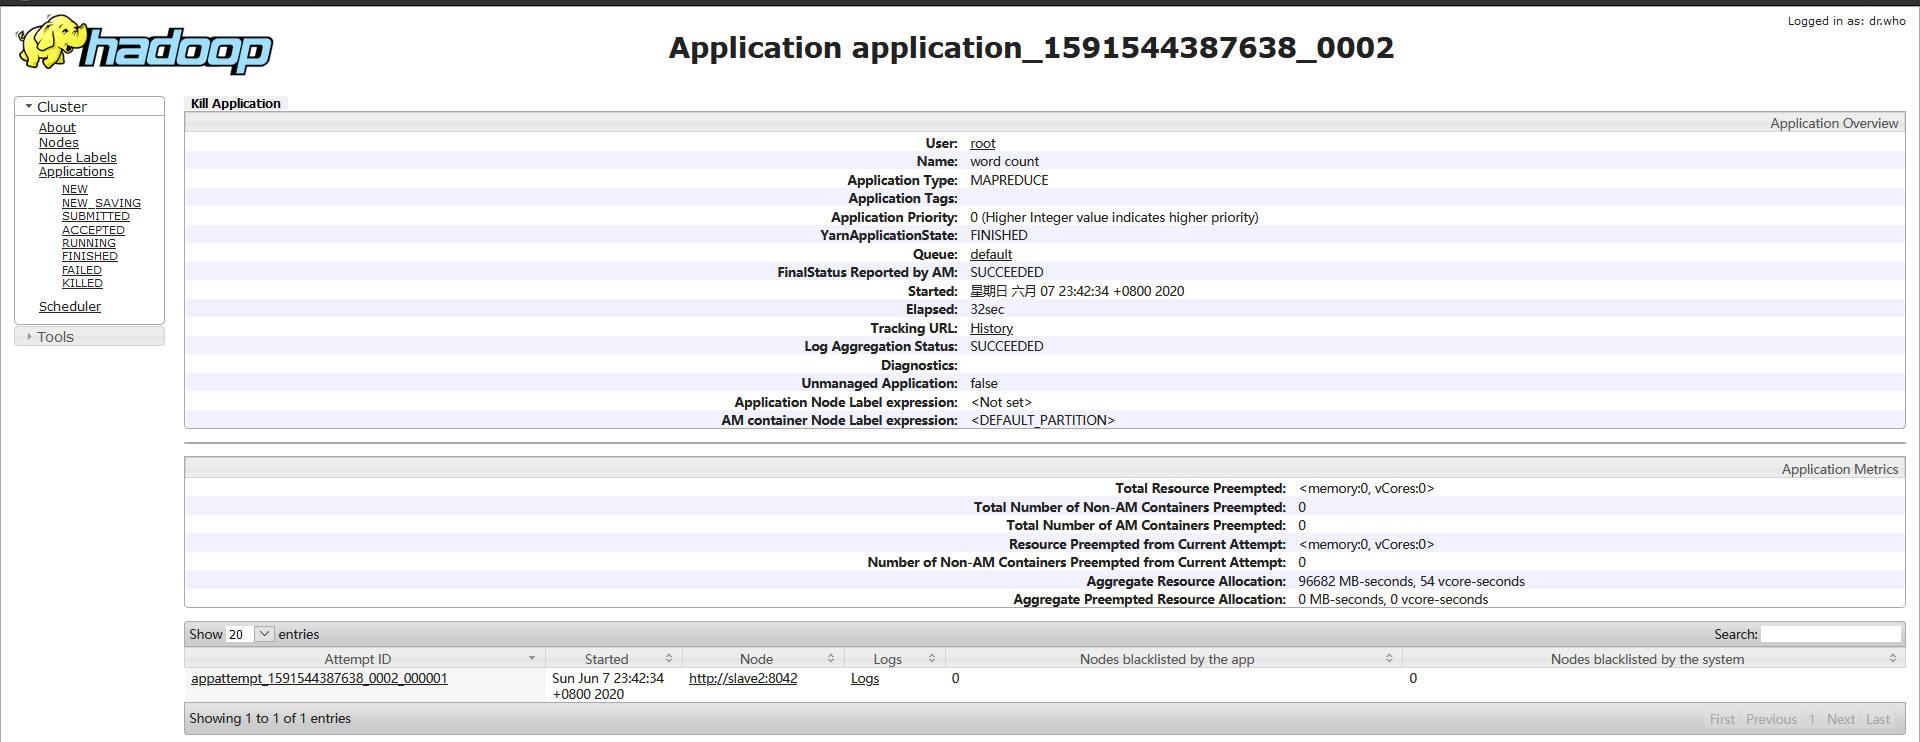 Logged in as: dr.who
hadoop
Application application_1591544387638_0002
Cluster
About
Nodes
Node Labels
Applications
NEW
NEW_SAVING
SUBMITTED
ACCEPTED
RUNNING
FINISHED
FAILED
KILLED
Scheduler
Tools
Kill Application
Application Overview
User: root
Name: word count
Application Type: MAPREDUCE
Application Tags:
Application Priority: 0 (Higher Integer value indicates higher priority)
YarnApplicationState: FINISHED
Queue: default
FinalStatus Reported by AM: SUCCEEDED
Started: 星期日 六月 07 23:42:34 +0800 2020
Elapsed: 32sec
Tracking URL: History
Log Aggregation Status: SUCCEEDED
Diagnostics:
Unmanaged Application: false
Application Node Label expression: <Not set>
AM container Node Label expression: <DEFAULT_PARTITION>
Application Metrics
Total Resource Preempted: <memory:0, vCores:0>
Total Number of Non-AM Containers Preempted: 0
Total Number of AM Containers Preempted: 0
Resource Preempted from Current Attempt: <memory:0, vCores:0>
Number of Non-AM Containers Preempted from Current Attempt: 0
Aggregate Resource Allocation: 96682 MB-seconds, 54 vcore-seconds
Aggregate Preempted Resource Allocation: 0 MB-seconds, 0 vcore-seconds
Show 20 entries Search:
Attempt ID Started Node Logs Nodes blacklisted by the app Nodes blacklisted by the system
appattempt_1591544387638_0002_000001 Sun Jun 7 23:42:34 http://slave2:8042 Logs 0 0
+0800 2020
Showing 1 to 1 of 1 entries First Previous 1 Next Last